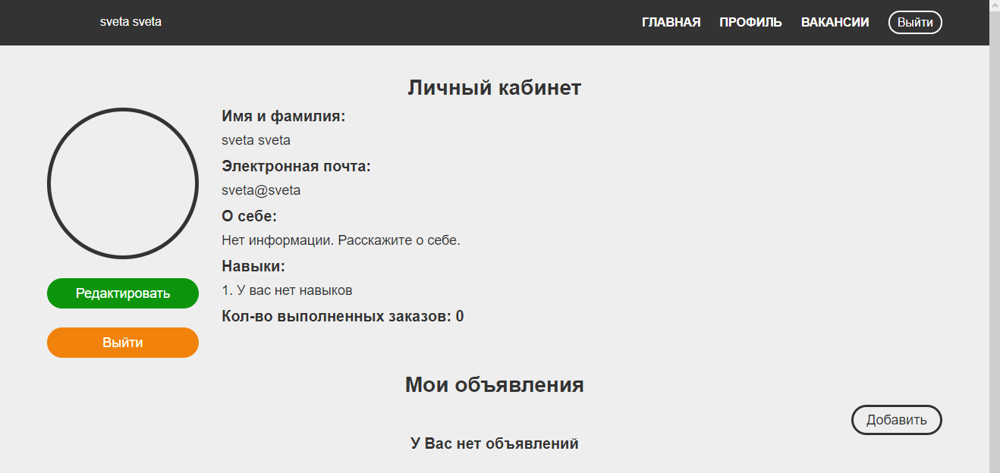 sveta sveta
ГЛАВНАЯ ПРОФИЛЬ ВАКАНСИИ Выйти
Личный кабинет
Имя и фамилия:
sveta sveta
Электронная почта:
sveta@sveta
О себе:
Нет информации. Расскажите о себе.
Навыки:
1. У вас нет навыков
Кол-во выполненных заказов: 0
Редактировать
Выйти
Мои объявления
Добавить
У Вас нет объявлений